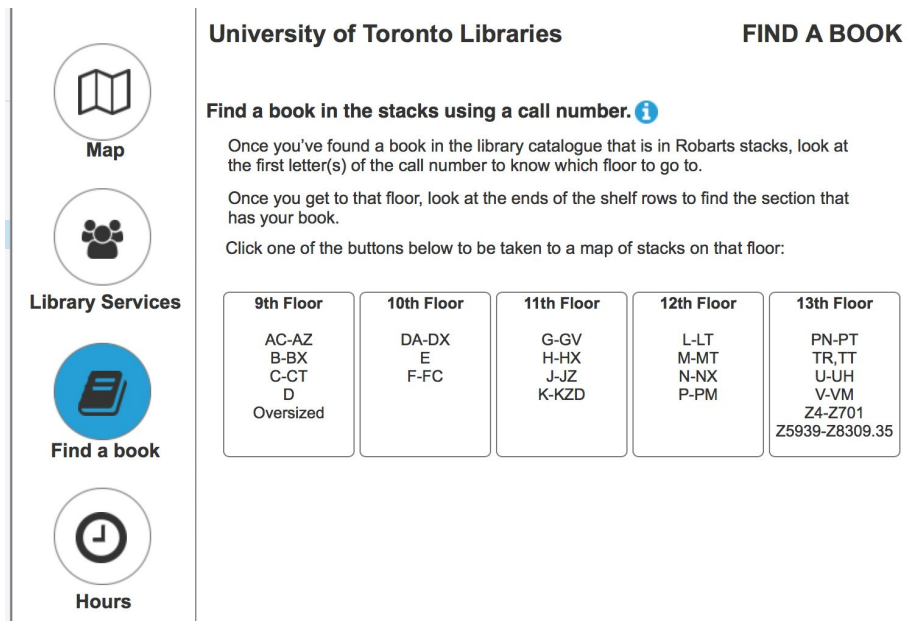 University of Toronto Libraries
FIND A BOOK
Map
Library Services
Find a book
Hours
Find a book in the stacks using a call number. i
Once you've found a book in the library catalogue that is in Robarts stacks, look at
the first letter(s) of the call number to know which floor to go to.
Once you get to that floor, look at the ends of the shelf rows to find the section that
has your book.
Click one of the buttons below to be taken to a map of stacks on that floor:
9th Floor
AC-AZ
B-BX
C-CT
D
Oversized
10th Floor
DA-DX
E
F-FC
11th Floor
G-GV
H-HX
J-JZ
K-KZD
12th Floor
L-LT
M-MT
N-NX
P-PM
13th Floor
PN-PT
TR,TT
U-UH
V-VM
Z4-Z701
Z5939-Z8309.35